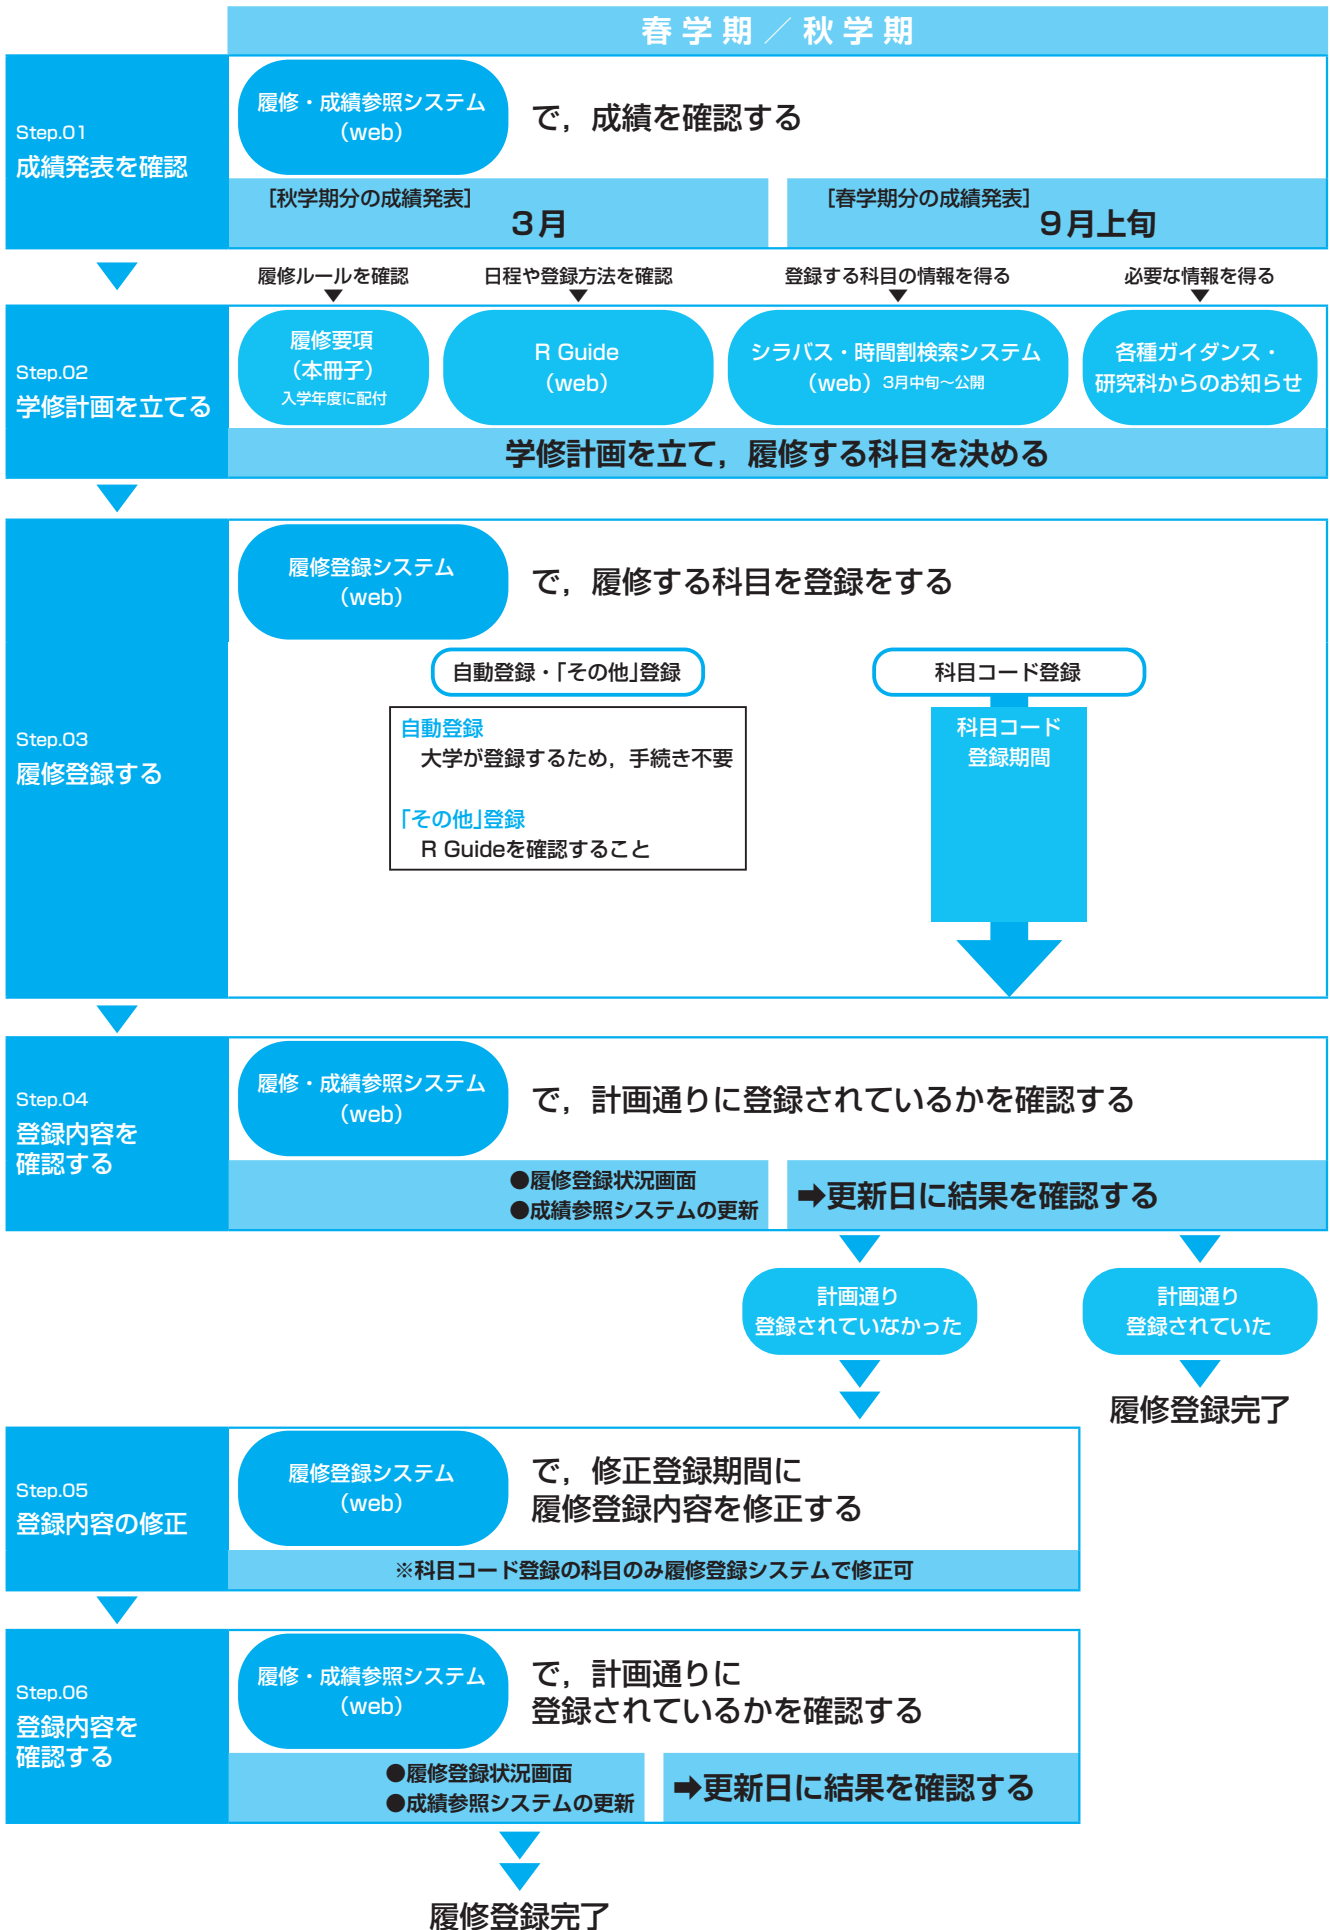 春学期／秋学期
Step.01
成績発表を確認
履修・成績参照システム
（web）
で，成績を確認する
［秋学期分の成績発表］
3月
［春学期分の成績発表］
9月上旬
履修ルールを確認
日程や登録方法を確認
登録する科目の情報を得る
必要な情報を得る
Step.02
学修計画を立てる
履修要項
（本冊子）
入学年度に配付
R Guide
（web）
シラバス・時間割検索システム
（web）3月中旬〜公開
各種ガイダンス・
研究科からのお知らせ
学修計画を立て，履修する科目を決める
Step.03
履修登録する
履修登録システム
（web）
で，履修する科目を登録をする
自動登録・「その他」登録
自動登録
大学が登録するため，手続き不要
「その他」登録
R Guideを確認すること
科目コード登録
科目コード
登録期間
Step.04
登録内容を
確認する
履修・成績参照システム
（web）
で，計画通りに登録されているかを確認する
●履修登録状況画面
●成績参照システムの更新
➡更新日に結果を確認する
計画通り
登録されていなかった
計画通り
登録されていた
履修登録完了
Step.05
登録内容の修正
履修登録システム
（web）
で，修正登録期間に
履修登録内容を修正する
※科目コード登録の科目のみ履修登録システムで修正可
Step.06
登録内容を
確認する
履修・成績参照システム
（web）
で，計画通りに
登録されているかを確認する
●履修登録状況画面
●成績参照システムの更新
➡更新日に結果を確認する
履修登録完了